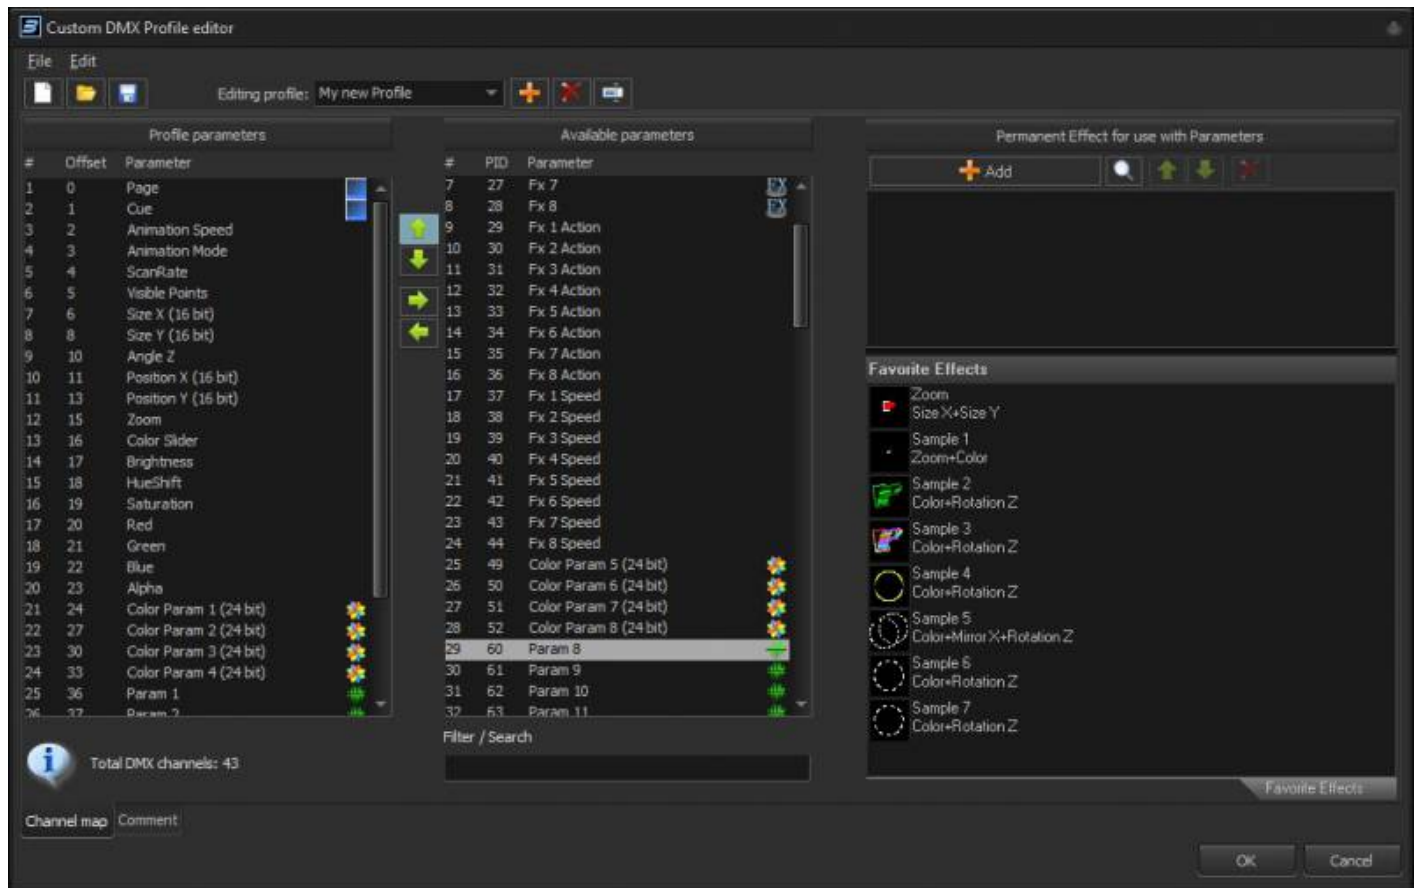 Custom DMX Profile editor
File Edit
Editing profile: My new Profile
Profile parameters
# Offset Parameter
1 0 Page
2 1 Cue
3 2 Animation Speed
4 3 Animation Mode
5 4 ScanRate
6 5 Visible Points
7 6 Size X (16 bit)
8 8 Size Y (16 bit)
9 10 Angle Z
10 11 Position X (16 bit)
11 13 Position Y (16 bit)
12 15 Zoom
13 16 Color Slider
14 17 Brightness
15 18 HueShift
16 19 Saturation
17 20 Red
18 21 Green
19 22 Blue
20 23 Alpha
21 24 Color Param 1 (24 bit)
22 27 Color Param 2 (24 bit)
23 30 Color Param 3 (24 bit)
24 33 Color Param 4 (24 bit)
25 36 Param 1
26 37 Param 2
Total DMX channels: 43
Available parameters
# PID Parameter
7 27 Fx 7 FX
8 28 Fx 8 FX
9 29 Fx 1 Action
10 30 Fx 2 Action
11 31 Fx 3 Action
12 32 Fx 4 Action
13 33 Fx 5 Action
14 34 Fx 6 Action
15 35 Fx 7 Action
16 36 Fx 8 Action
17 37 Fx 1 Speed
18 38 Fx 2 Speed
19 39 Fx 3 Speed
20 40 Fx 4 Speed
21 41 Fx 5 Speed
22 42 Fx 6 Speed
23 43 Fx 7 Speed
24 44 Fx 8 Speed
25 49 Color Param 5 (24 bit)
26 50 Color Param 6 (24 bit)
27 51 Color Param 7 (24 bit)
28 52 Color Param 8 (24 bit)
29 60 Param 8
30 61 Param 9
31 62 Param 10
32 63 Param 11
Filter / Search
Permanent Effect for use with Parameters
Add
Favorite Effects
Zoom
Size X+Size Y
Sample 1
Zoom+Color
Sample 2
Color+Rotation Z
Sample 3
Color+Rotation Z
Sample 4
Color+Rotation Z
Sample 5
Color+Mirror X+Rotation Z
Sample 6
Color+Rotation Z
Sample 7
Color+Rotation Z
Favorite Effects
Channel map Comment
OK Cancel